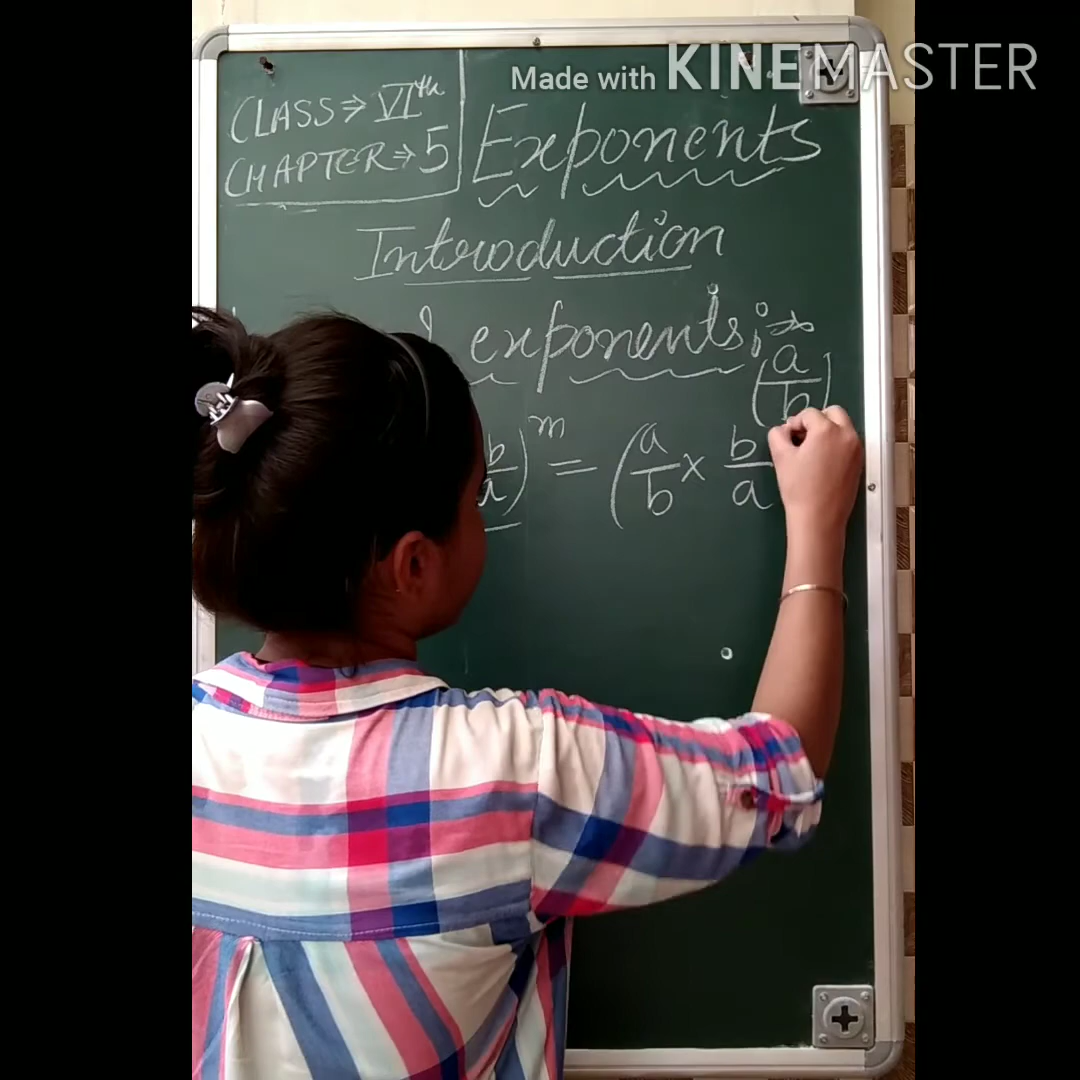 Made with KINEMASTER
CLASS ⇒ VIth
CHAPTER ⇒ 5
Exponents
Introduction
exponents :→
(a/b)
b/a)^m = (a/b × b/a